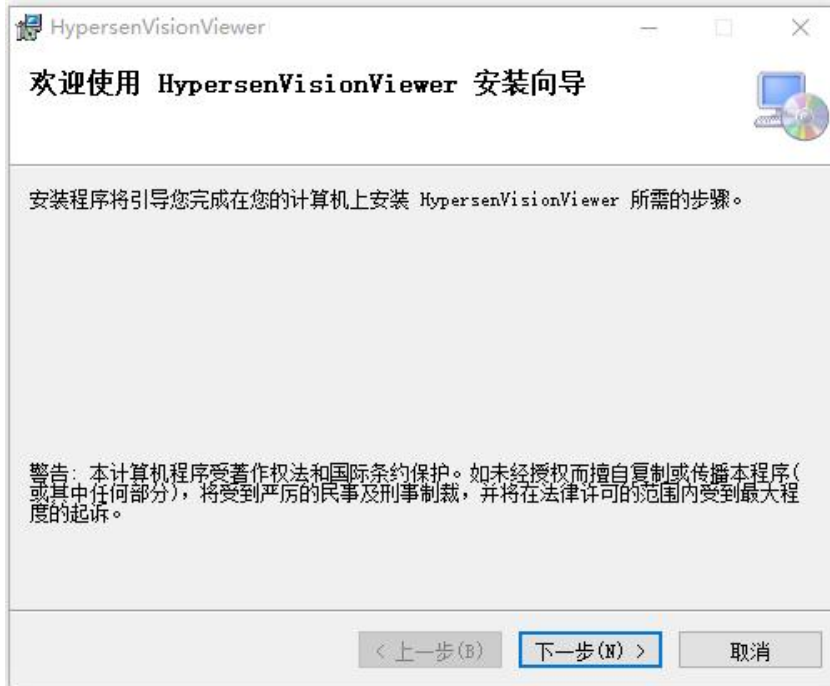 HypersenVisionViewer
欢迎使用 HypersenVisionViewer 安装向导
安装程序将引导您完成在您的计算机上安装 HypersenVisionViewer 所需的步骤。
警告: 本计算机程序受著作权法和国际条约保护。如未经授权而擅自复制或传播本程序(
或其中任何部分)，将受到严厉的民事及刑事制裁，并将在法律许可的范围内受到最大程
度的起诉。
< 上一步(B)
下一步(N) >
取消